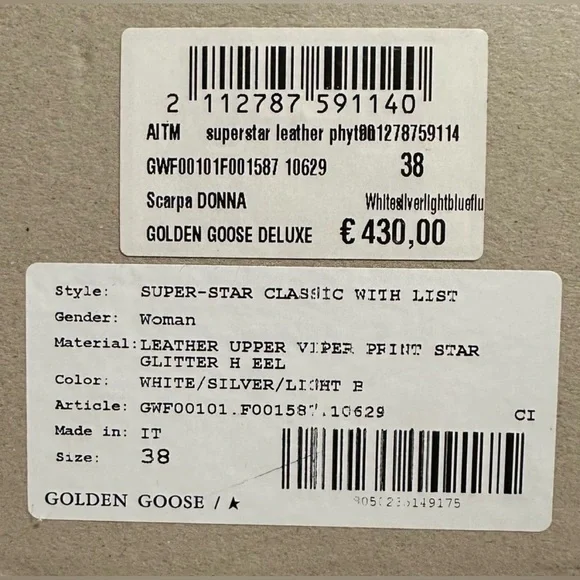 2 112787 591140
AITM superstar leather 001278759114
GWF00101F001587 10629 38
Scarpa DONNA Whitesilverlightblueflu
GOLDEN GOOSE DELUXE € 430,00
Style: SUPER-STAR CLASSIC WITH LIST
Gender: Woman
Material: LEATHER UPPER VIPER PRINT STAR
GLITTER H EEL
Color: WHITE/SILVER/LIGHT B
Article: GWF00101.F001587.10629 CI
Made in: IT
Size: 38
GOLDEN GOOSE / ★